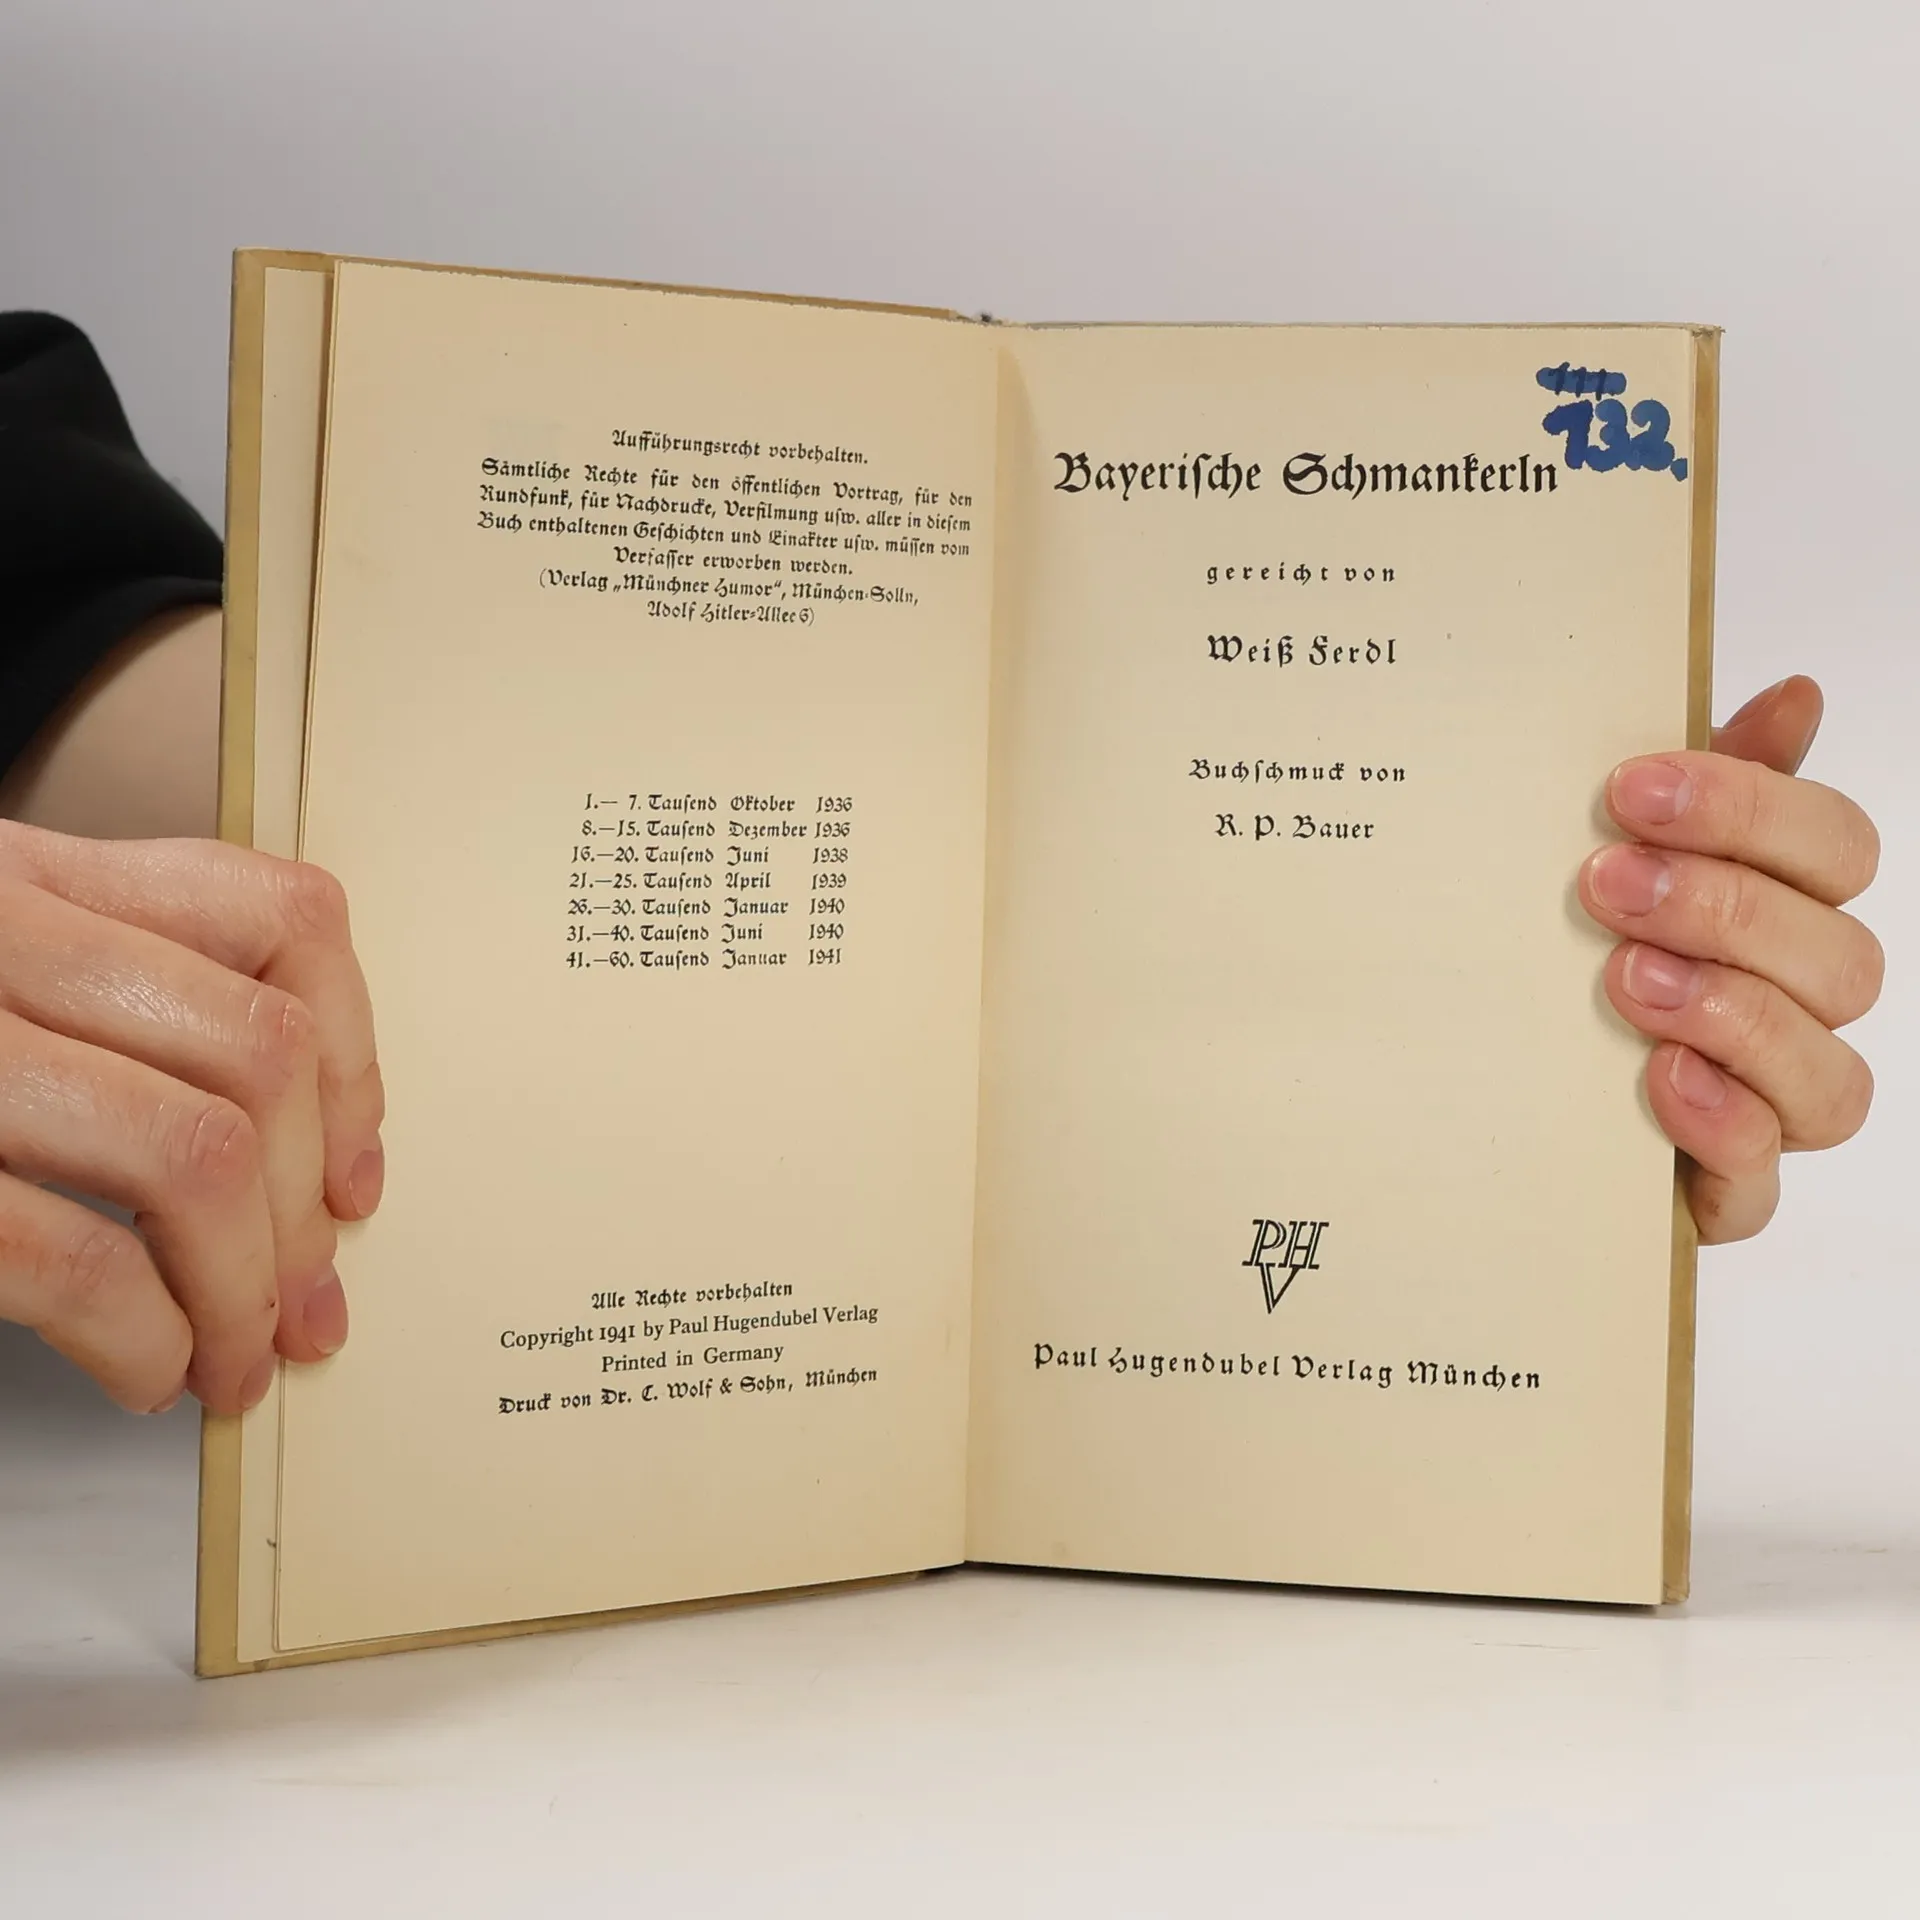 Aufführungsrecht vorbehalten.
Sämtliche Rechte für den öffentlichen Vortrag, für den
Rundfunk, für Nachdrucke, Verfilmung uſw. aller in dieſem
Buch enthaltenen Geſchichten und Einakter uſw. müſſen vom
Verfaſſer erworben werden.
(Verlag „Münchner Humor“, München-Solln,
Adolf Hitler-Allee 6)
1.— 7. Tauſend Oktober 1936
8.—15. Tauſend Dezember 1936
16.—20. Tauſend Juni 1938
21.—25. Tauſend April 1939
26.—30. Tauſend Januar 1940
31.—40. Tauſend Juni 1940
41.—60. Tauſend Januar 1941
Alle Rechte vorbehalten
Copyright 1941 by Paul Hugendubel Verlag
Printed in Germany
Druck von Dr. C. Wolf & Sohn, München
132.
Bayeriſche Schmankerln
gereicht von
Weiß Ferdl
Buchſchmuck von
R. P. Bauer
PHV
Paul Hugendubel Verlag München